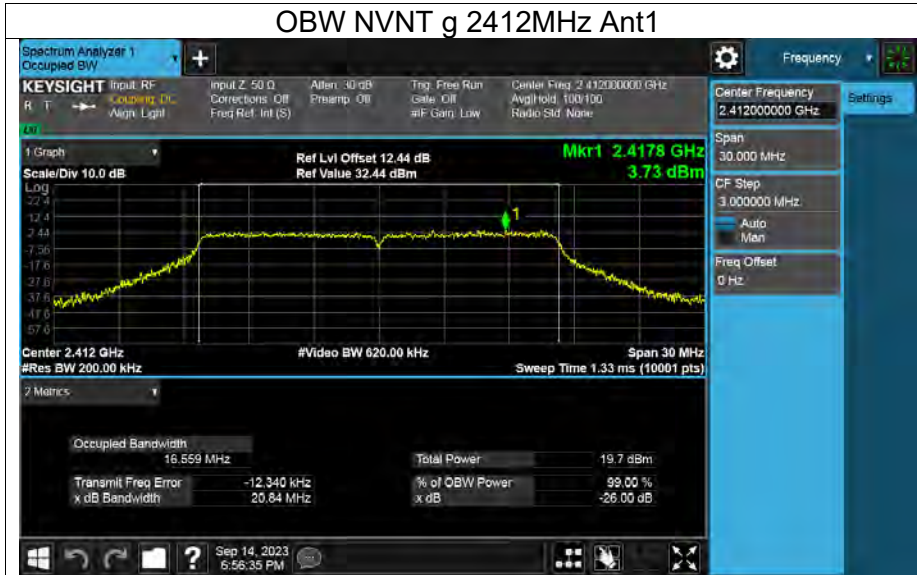 OBW NVNT g 2412MHz Ant1
Spectrum Analyzer 1
Occupied BW
+
Frequency
KEYSIGHT Input: RF Input Z: 50 Ω Atten: 30 dB Trig: Free Run Center Freq: 2.412000000 GHz
R T Coupling: DC Corrections: Off Preamp: Off Gate: Off Avg|Hold: 100/100
Align: Light Freq Ref: Int (S) #IF Gain: Low Radio Std: None
Center Frequency
2.412000000 GHz
Settings
Span
30.000 MHz
CF Step
3.000000 MHz
Auto
Man
Freq Offset
0 Hz
1 Graph
Ref Lvl Offset 12.44 dB
Mkr1 2.4178 GHz
Scale/Div 10.0 dB
Ref Value 32.44 dBm
3.73 dBm
Log
22.4
12.4
2.44
-7.56
-17.6
-27.6
-37.6
-47.6
-57.6
1
Center 2.412 GHz
#Video BW 620.00 kHz
Span 30 MHz
#Res BW 200.00 kHz
Sweep Time 1.33 ms (10001 pts)
2 Metrics
Occupied Bandwidth
16.559 MHz
Total Power 19.7 dBm
Transmit Freq Error -12.340 kHz
% of OBW Power 99.00 %
x dB Bandwidth 20.84 MHz
x dB -26.00 dB
?
Sep 14, 2023
6:56:35 PM